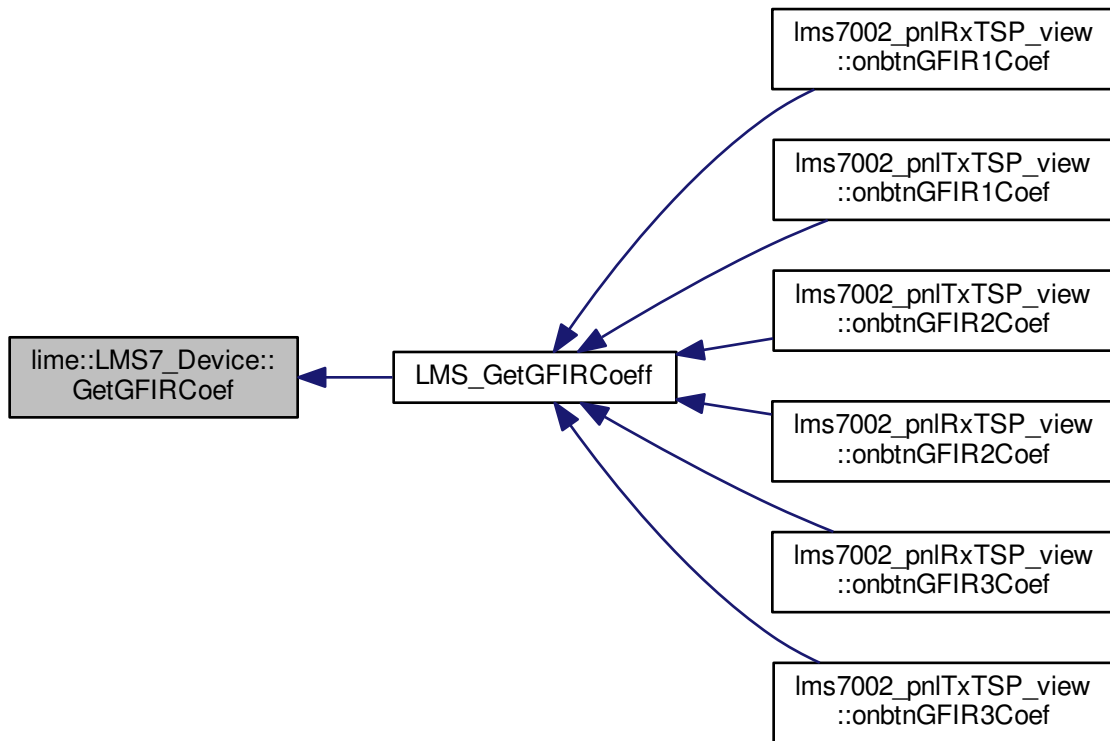 lime::LMS7_Device::
GetGFIRCoef
LMS_GetGFIRCoeff
lms7002_pnlRxTSP_view
::onbtnGFIR1Coef
lms7002_pnlTxTSP_view
::onbtnGFIR1Coef
lms7002_pnlTxTSP_view
::onbtnGFIR2Coef
lms7002_pnlRxTSP_view
::onbtnGFIR2Coef
lms7002_pnlRxTSP_view
::onbtnGFIR3Coef
lms7002_pnlTxTSP_view
::onbtnGFIR3Coef